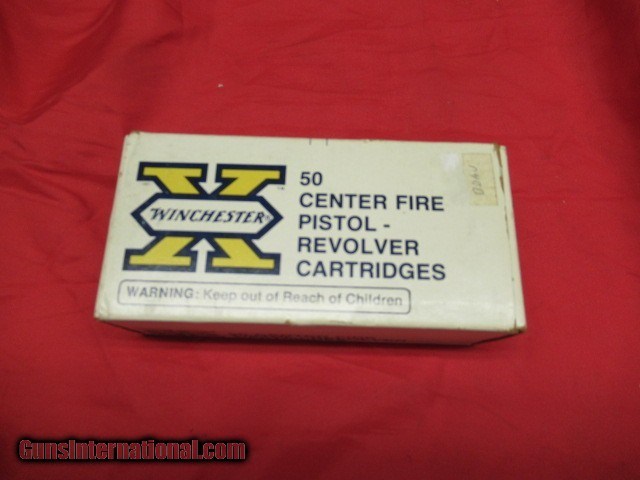 50
CENTER FIRE
PISTOL -
REVOLVER
CARTRIDGES
X
WINCHESTER®
WARNING: Keep out of Reach of Children
GunsInternational.com